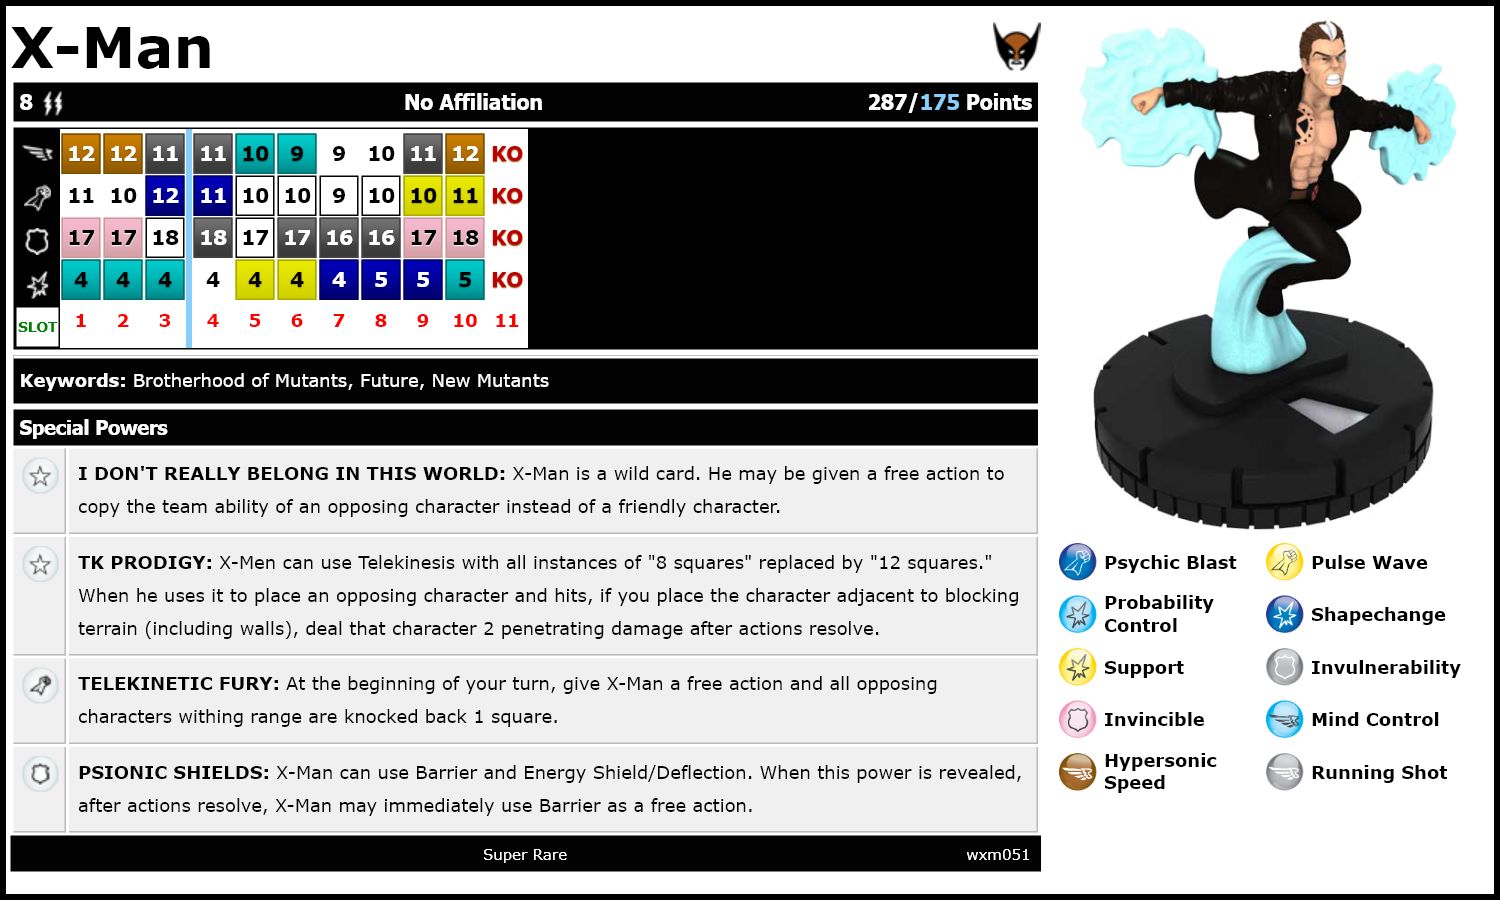 X-Man
8 No Affiliation 287/175 Points
12 12 11 11 10 9 9 10 11 12 KO
11 10 12 11 10 10 9 10 10 11 KO
17 17 18 18 17 17 16 16 17 18 KO
4 4 4 4 4 4 4 5 5 5 KO
SLOT 1 2 3 4 5 6 7 8 9 10 11
Keywords: Brotherhood of Mutants, Future, New Mutants
Special Powers
I DON'T REALLY BELONG IN THIS WORLD: X-Man is a wild card. He may be given a free action to
copy the team ability of an opposing character instead of a friendly character.
TK PRODIGY: X-Men can use Telekinesis with all instances of "8 squares" replaced by "12 squares."
When he uses it to place an opposing character and hits, if you place the character adjacent to blocking
terrain (including walls), deal that character 2 penetrating damage after actions resolve.
TELEKINETIC FURY: At the beginning of your turn, give X-Man a free action and all opposing
characters withing range are knocked back 1 square.
PSIONIC SHIELDS: X-Man can use Barrier and Energy Shield/Deflection. When this power is revealed,
after actions resolve, X-Man may immediately use Barrier as a free action.
Super Rare wxm051
Psychic Blast Pulse Wave
Probability
Control Shapechange
Support Invulnerability
Invincible Mind Control
Hypersonic
Speed Running Shot